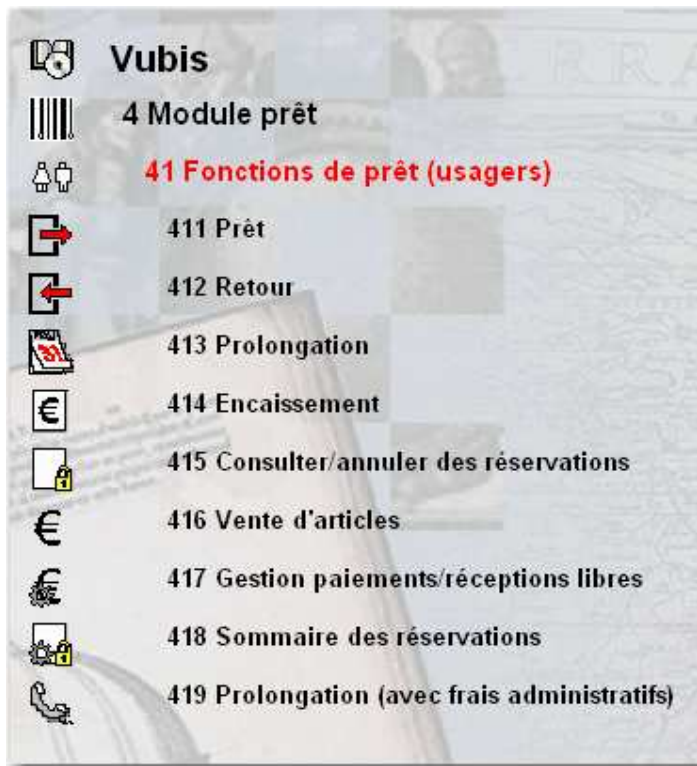 Vubis
4 Module prêt
41 Fonctions de prêt (usagers)
411 Prêt
412 Retour
413 Prolongation
414 Encaissement
415 Consulter/annuler des réservations
416 Vente d'articles
417 Gestion paiements/réceptions libres
418 Sommaire des réservations
419 Prolongation (avec frais administratifs)